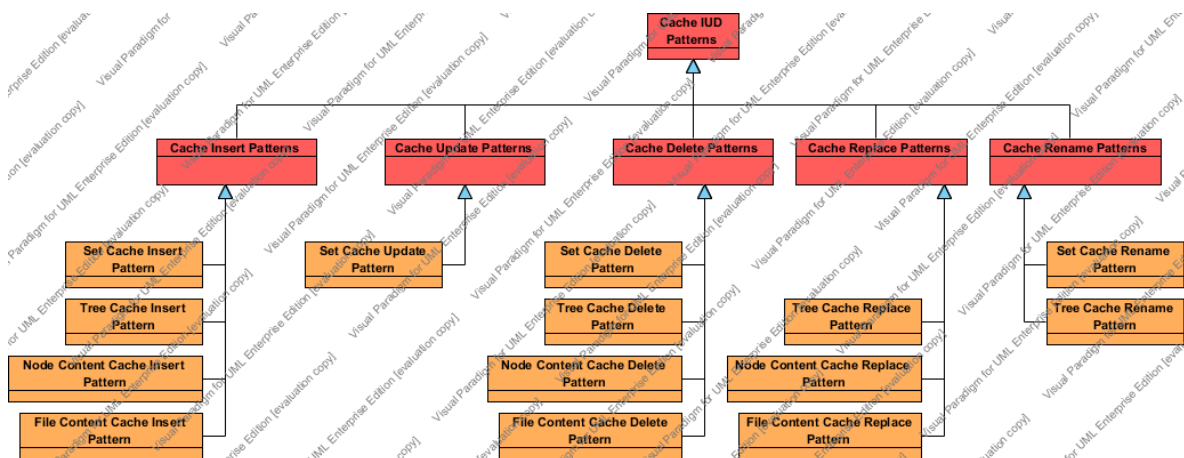 Cache IUD
Patterns
Cache Insert Patterns
Cache Update Patterns
Cache Delete Patterns
Cache Replace Patterns
Cache Rename Patterns
Set Cache Insert
Pattern
Set Cache Update
Pattern
Set Cache Delete
Pattern
Set Cache Rename
Pattern
Tree Cache Insert
Pattern
Tree Cache Delete
Pattern
Tree Cache Replace
Pattern
Tree Cache Rename
Pattern
Node Content Cache Insert
Pattern
Node Content Cache Delete
Pattern
Node Content Cache Replace
Pattern
File Content Cache Insert
Pattern
File Content Cache Delete
Pattern
File Content Cache Replace
Pattern
Visual Paradigm for UML Enterprise Edition [evaluation copy]